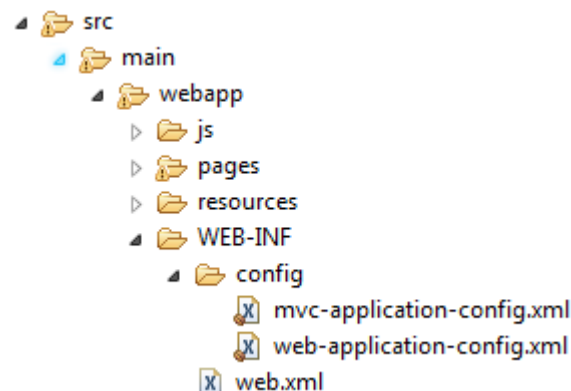 src
main
webapp
js
pages
resources
WEB-INF
config
mvc-application-config.xml
web-application-config.xml
web.xml